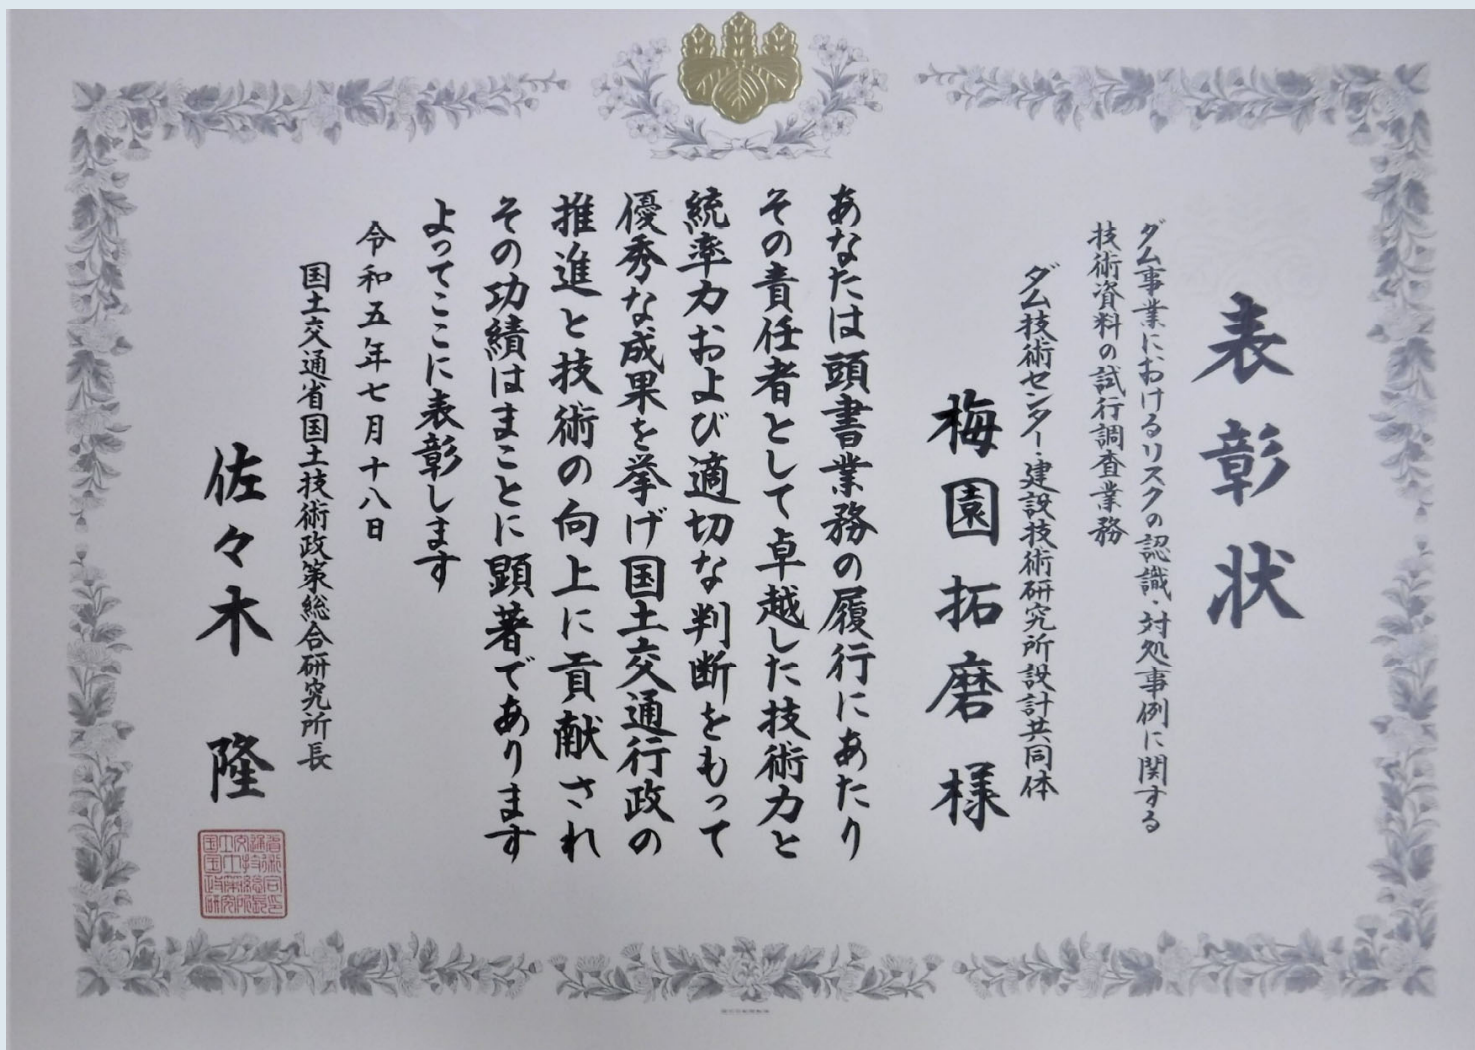 表彰状
ダム事業におけるリスクの認識・対処事例に関する
技術資料の試行調査業務
ダム技術センター・建設技術研究所設計共同体
梅園拓磨様
あなたは頭書業務の履行にあたり
その責任者として卓越した技術力と
統率力および適切な判断をもって
優秀な成果を挙げ国土交通行政の
推進と技術の向上に貢献され
その功績はまことに顕著であります
よってここに表彰します
令和五年七月十八日
国土交通省国土技術政策総合研究所長
佐々木隆